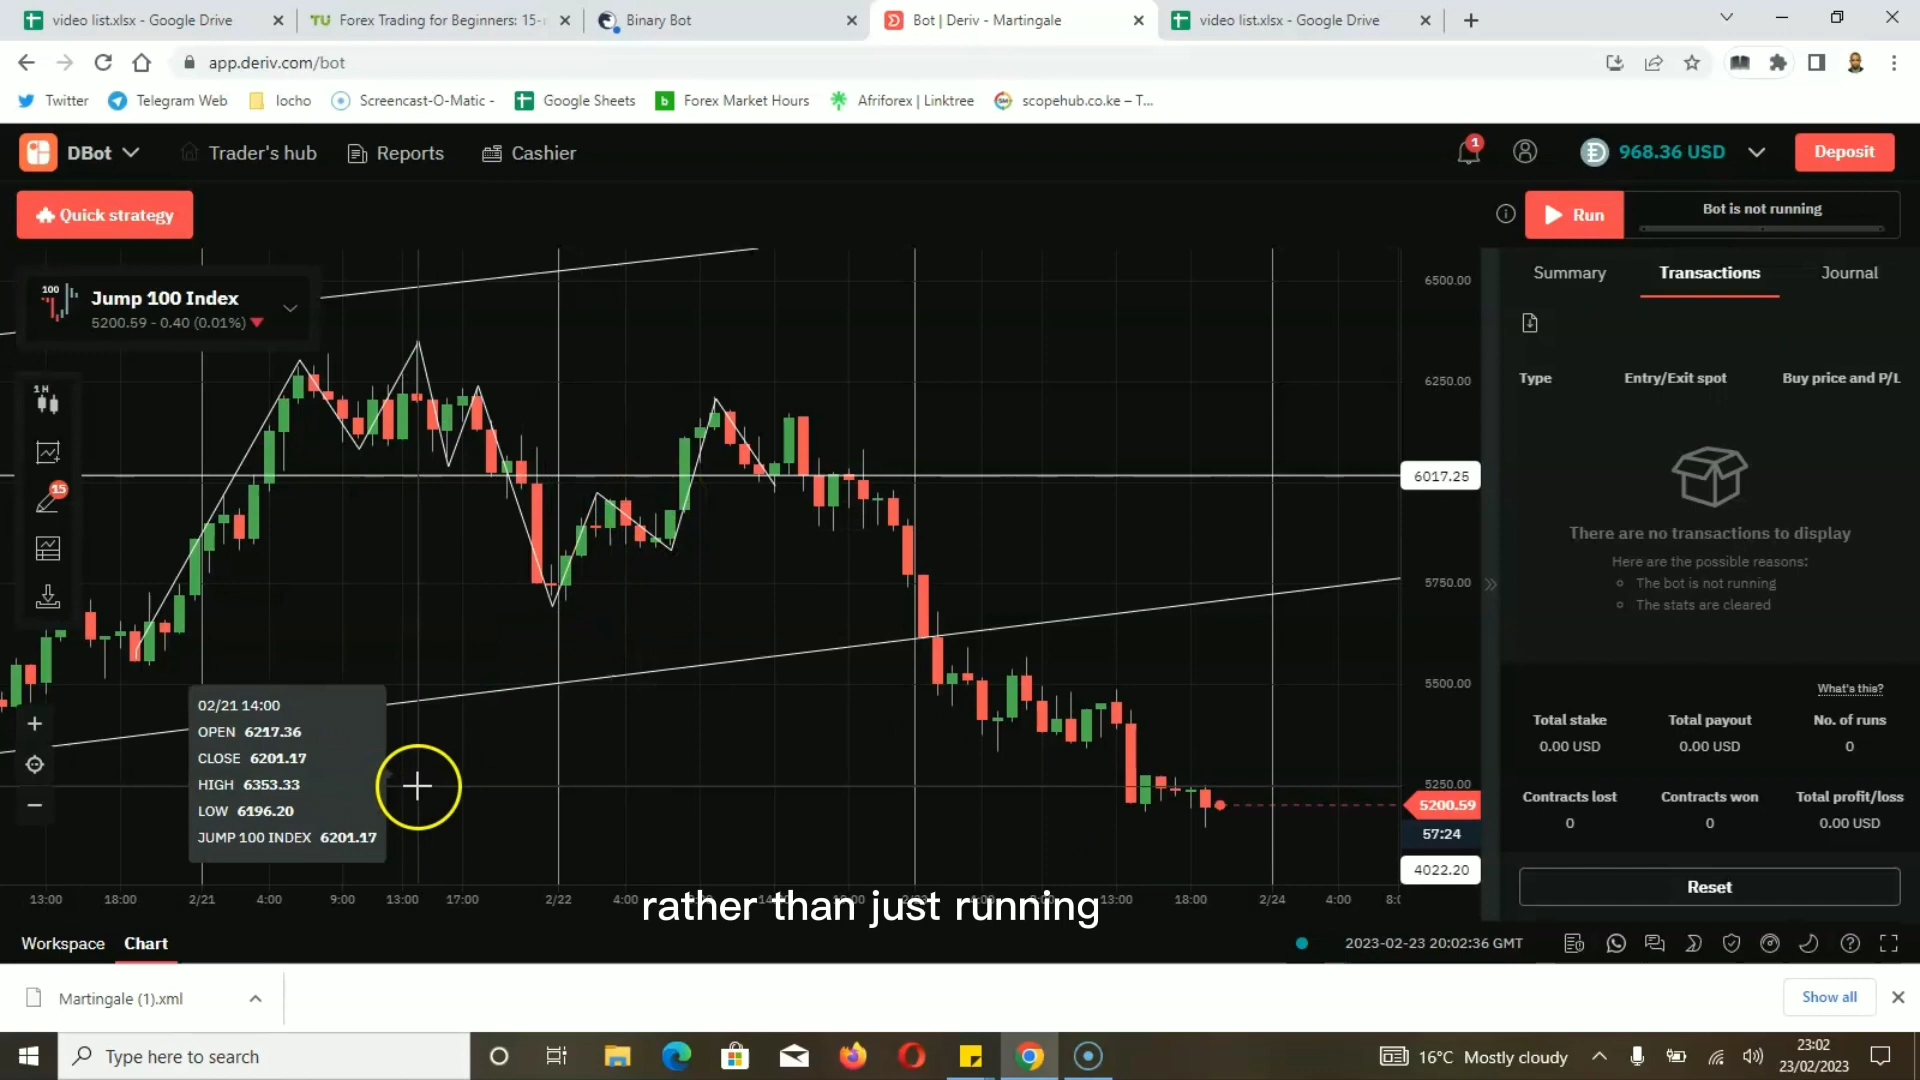 video list.xlsx - Google Drive
TU Forex Trading for Beginners: 15-
Binary Bot
Bot | Deriv - Martingale
video list.xlsx - Google Drive
app.deriv.com/bot
Twitter
Telegram Web
locho
Screencast-O-Matic -
Google Sheets
b Forex Market Hours
Afriforex | Linktree
scopehub.co.ke – T...
DBot
Trader's hub
Reports
Cashier
1
968.36 USD
Deposit
Quick strategy
Run
Bot is not running
100
Jump 100 Index
5200.59 - 0.40 (0.01%)
1H
15
6500.00
6250.00
6017.25
5750.00
5500.00
5250.00
5200.59
57:24
4022.20
02/21 14:00
OPEN 6217.36
CLOSE 6201.17
HIGH 6353.33
LOW 6196.20
JUMP 100 INDEX 6201.17
13:00 18:00 2/21 4:00 9:00 13:00 17:00 2/22 4:00 13:00 18:00 2/24 4:00
rather than just running
Summary
Transactions
Journal
Type
Entry/Exit spot
Buy price and P/L
There are no transactions to display
Here are the possible reasons:
The bot is not running
The stats are cleared
What's this?
Total stake
Total payout
No. of runs
0.00 USD
0.00 USD
0
Contracts lost
Contracts won
Total profit/loss
0
0
0.00 USD
Reset
Workspace
Chart
2023-02-23 20:02:36 GMT
Martingale (1).xml
Show all
Type here to search
16°C Mostly cloudy
23:02
23/02/2023